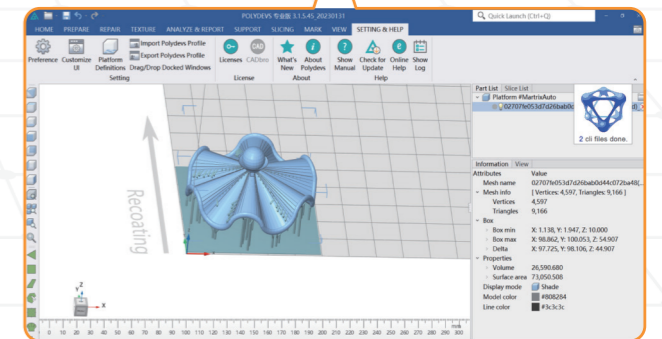 POLYDEVS 专业版 3.1.5.45_20230131
Quick Launch (Ctrl+Q)
HOME PREPARE REPAIR TEXTURE ANALYZE & REPORT SUPPORT SLICING MARK VIEW SETTING & HELP
Preference
Customize UI
Platform Definitions
Import Polydevs Profile
Export Polydevs Profile
Drag/Drop Docked Windows
Licenses
CAD
CADfix
What's New
About Polydevs
Show Manual
Check for Update
Online Help
Show Log
Setting License About Help
Part List Slice List
Platform #MartrixAuto
2 cli files done.
Recoating
Information View
Attributes Value
Mesh name 02707fe053d7d26bab0d44c072ba48(...
Mesh info [ Vertices: 4,597, Triangles: 9,166 ]
Vertices 4,597
Triangles 9,166
Box
Box min X: 1.138, Y: 1.947, Z: 10.000
Box max X: 98.862, Y: 100.053, Z: 54.907
Delta X: 97.725, Y: 98.106, Z: 44.907
Properties
Volume 26,590.680
Surface area 73,050.508
Display mode Shade
Model color #808284
Line color #3c3c3c
Z
Y
X
0 10 20 30 40 50 60 70 80 90 100 110 120 130 140 150 160 170 180 190 200 210 220 230 240 250 260 270 280 290 300
mm